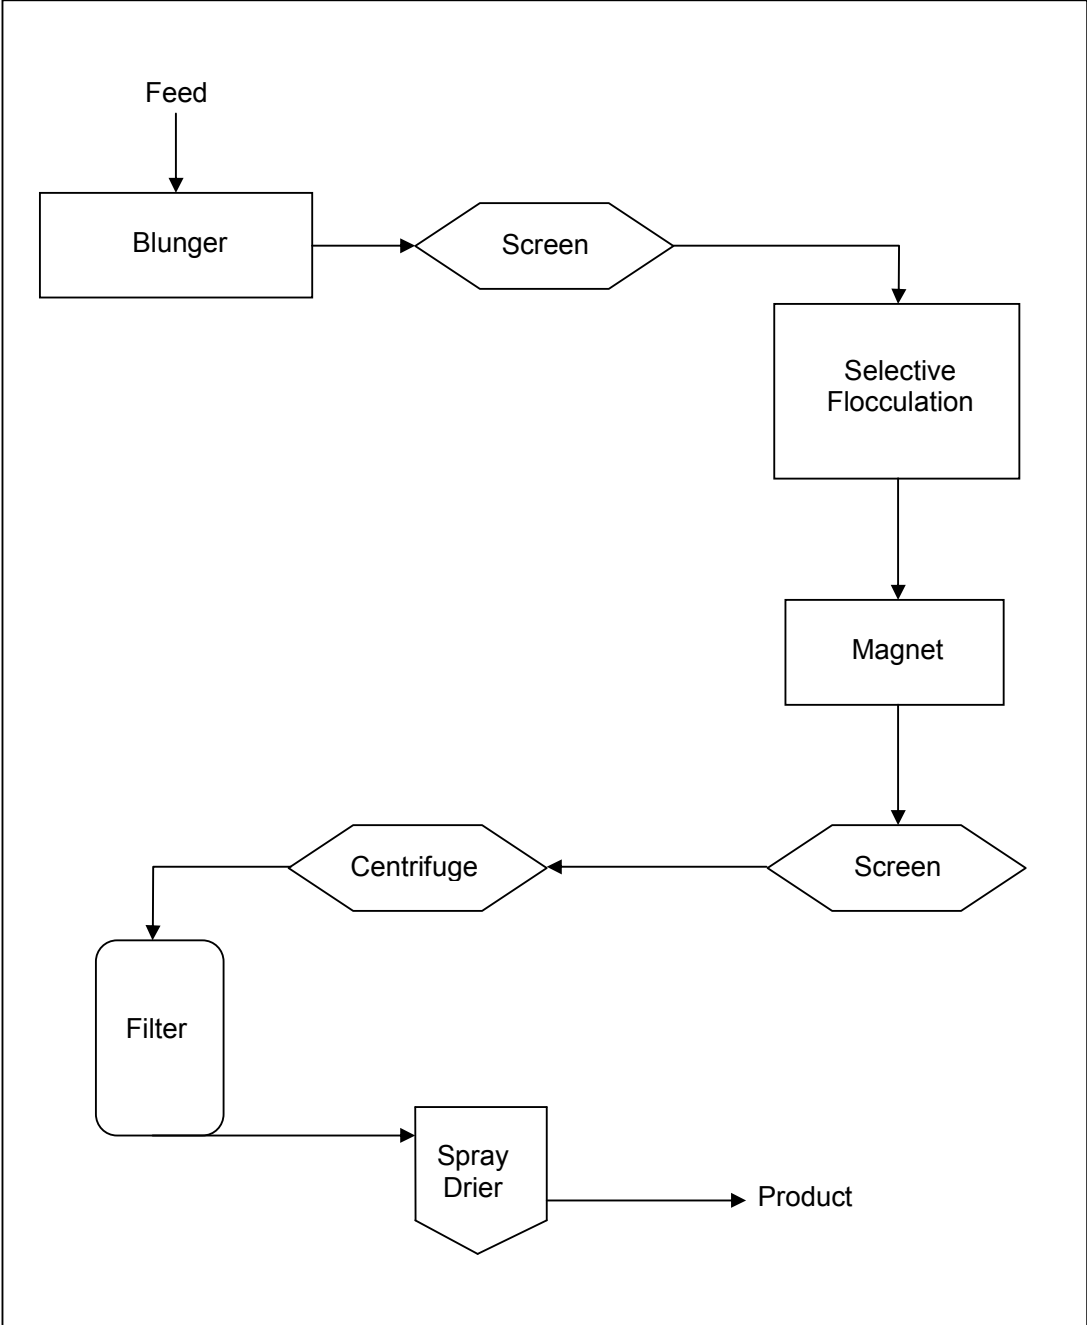 Feed
Blunger
Screen
Selective
Flocculation
Magnet
Screen
Centrifuge
Filter
Spray
Drier
Product